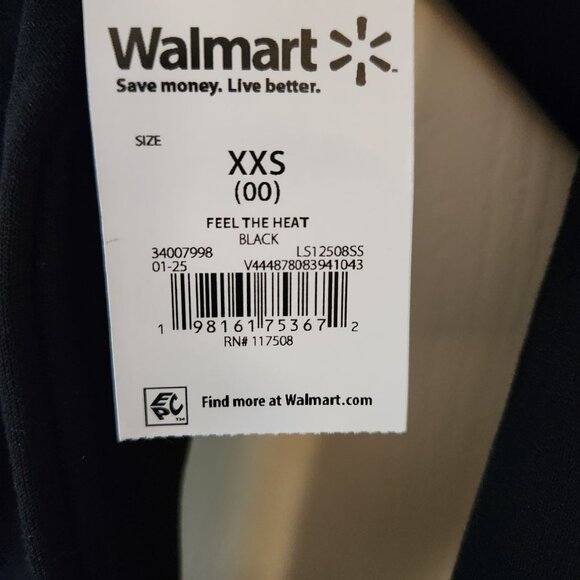 Walmart
Save money. Live better.
SIZE
XXS
(00)
FEEL THE HEAT
BLACK
34007998 LS12508SS
01-25 V444878083941043
1 98161 75367 2
RN# 117508
EPC™ Find more at Walmart.com